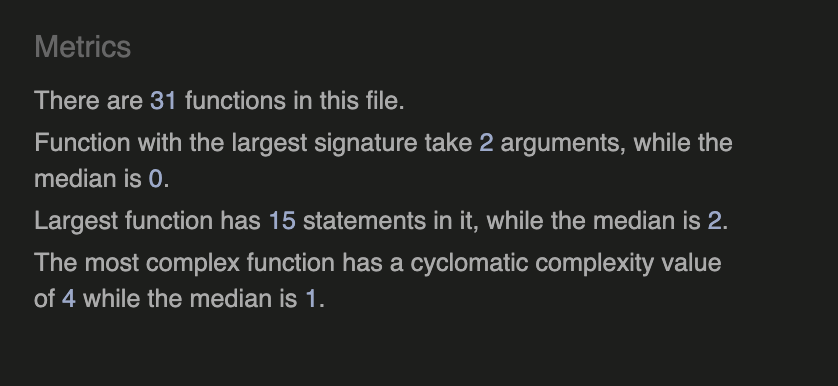 Metrics
There are 31 functions in this file.
Function with the largest signature take 2 arguments, while the
median is 0.
Largest function has 15 statements in it, while the median is 2.
The most complex function has a cyclomatic complexity value
of 4 while the median is 1.